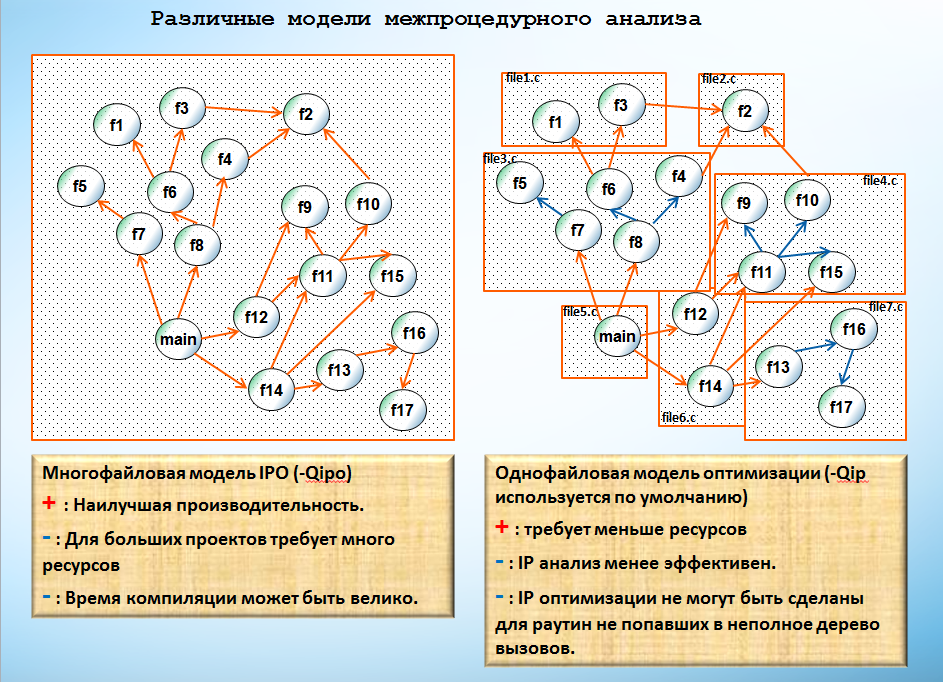 Различные модели межпроцедурного анализа
f1
f3
f2
f4
f5
f6
f9
f10
f7
f8
f11
f15
f12
main
f16
f14
f13
f17
file1.c
file2.c
f1
f3
f2
file3.c
f5
f6
f4
file4.c
f9
f10
f7
f8
f11
f15
file5.c
main
f12
file7.c
f16
f14
f13
file6.c
f17
Многофайловая модель IPO (-Qipo)
+ : Наилучшая производительность.
- : Для больших проектов требует много
ресурсов
- : Время компиляции может быть велико.
Однофайловая модель оптимизации (-Qip
используется по умолчанию)
+ : требует меньше ресурсов
- : IP анализ менее эффективен.
- : IP оптимизации не могут быть сделаны
для раутин не попавших в неполное дерево
вызовов.